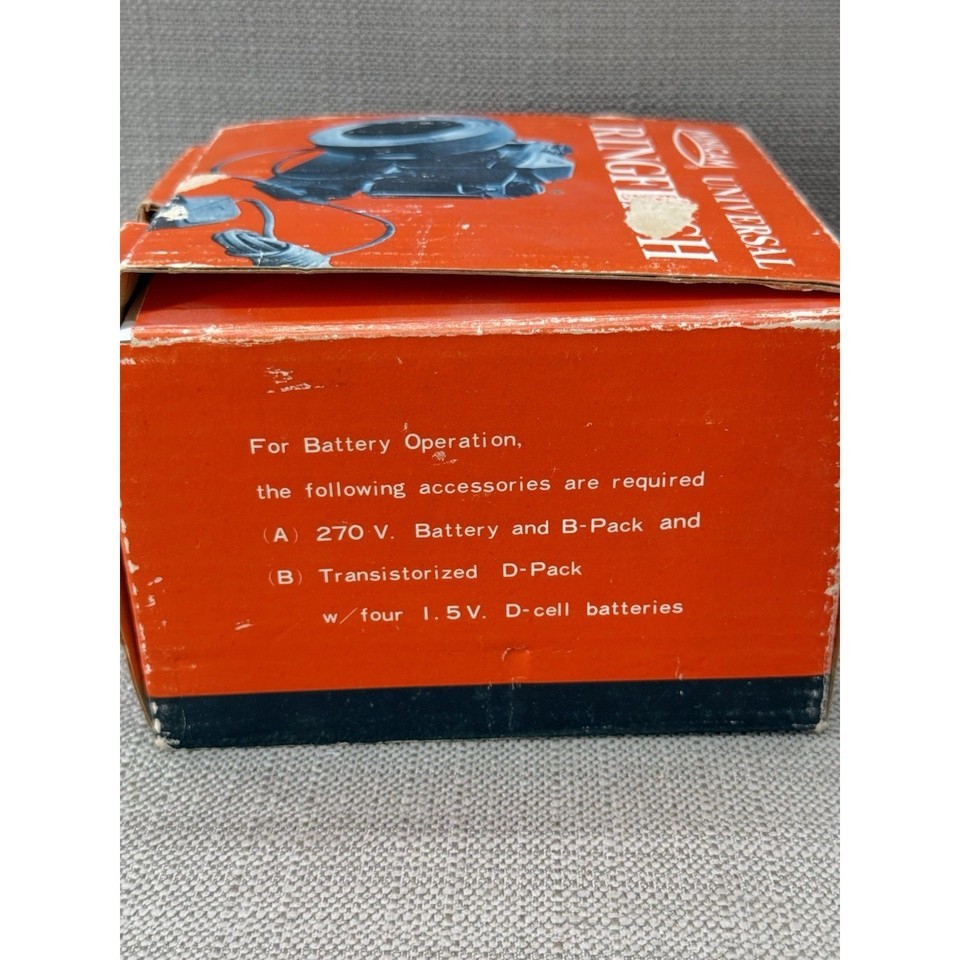 UNIVERSAL
RINGE
For Battery Operation,
the following accessories are required
(A) 270 V. Battery and B-Pack and
(B) Transistorized D-Pack
w/four 1.5V. D-cell batteries